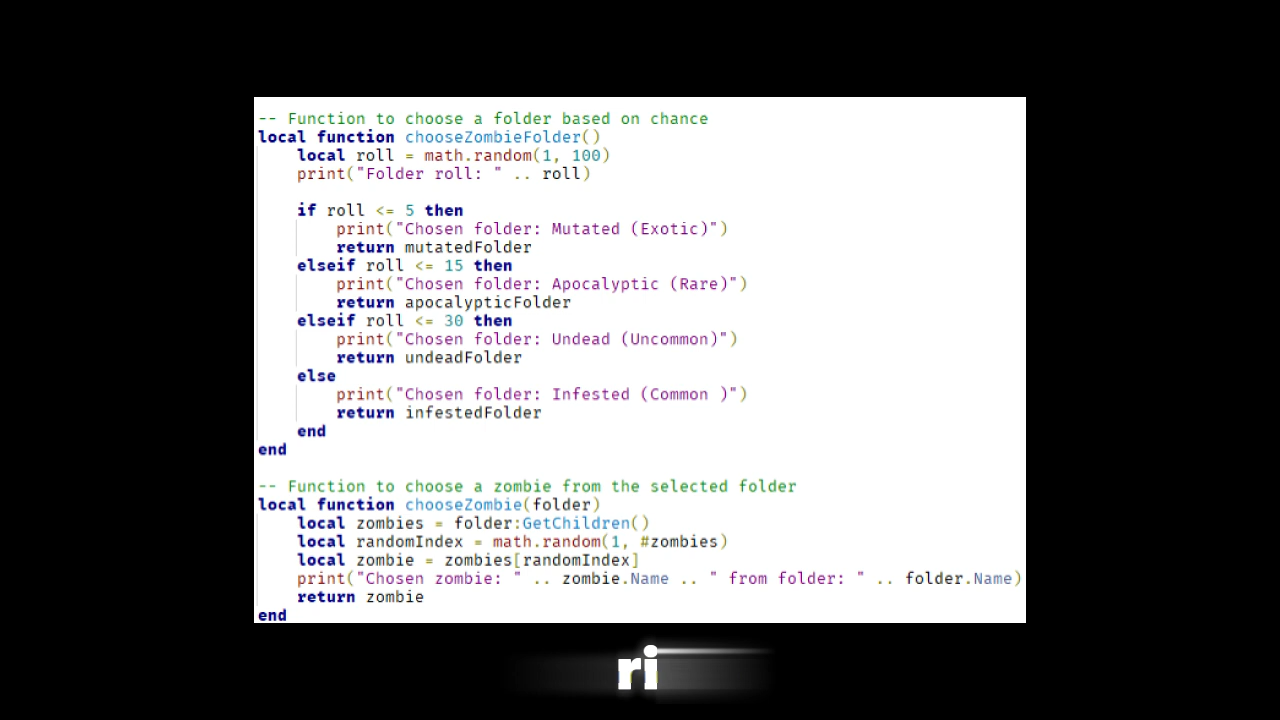 -- Function to choose a folder based on chance
local function chooseZombieFolder()
    local roll = math.random(1, 100)
    print("Folder roll: " .. roll)

    if roll <= 5 then
        print("Chosen folder: Mutated (Exotic)")
        return mutatedFolder
    elseif roll <= 15 then
        print("Chosen folder: Apocalyptic (Rare)")
        return apocalypticFolder
    elseif roll <= 30 then
        print("Chosen folder: Undead (Uncommon)")
        return undeadFolder
    else
        print("Chosen folder: Infested (Common )")
        return infestedFolder
    end
end

-- Function to choose a zombie from the selected folder
local function chooseZombie(folder)
    local zombies = folder:GetChildren()
    local randomIndex = math.random(1, #zombies)
    local zombie = zombies[randomIndex]
    print("Chosen zombie: " .. zombie.Name .. " from folder: " .. folder.Name)
    return zombie
end
ri